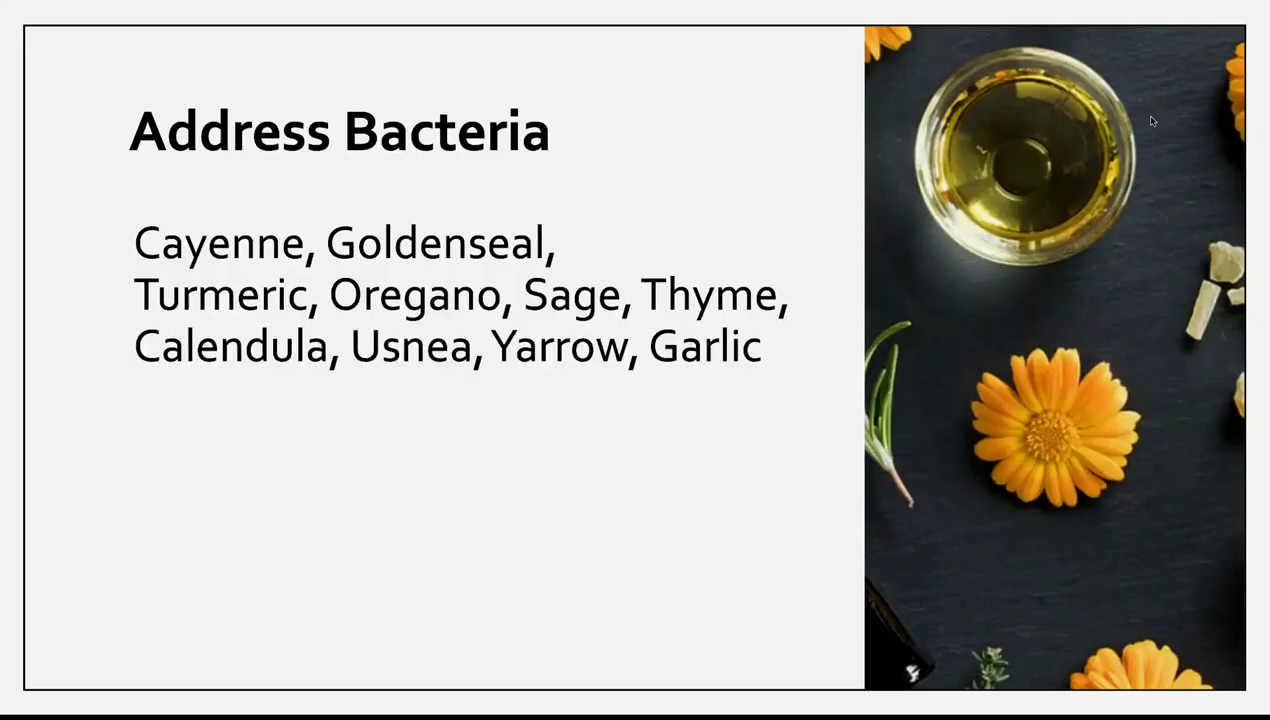 Address Bacteria
Cayenne, Goldenseal,
Turmeric, Oregano, Sage, Thyme,
Calendula, Usnea, Yarrow, Garlic